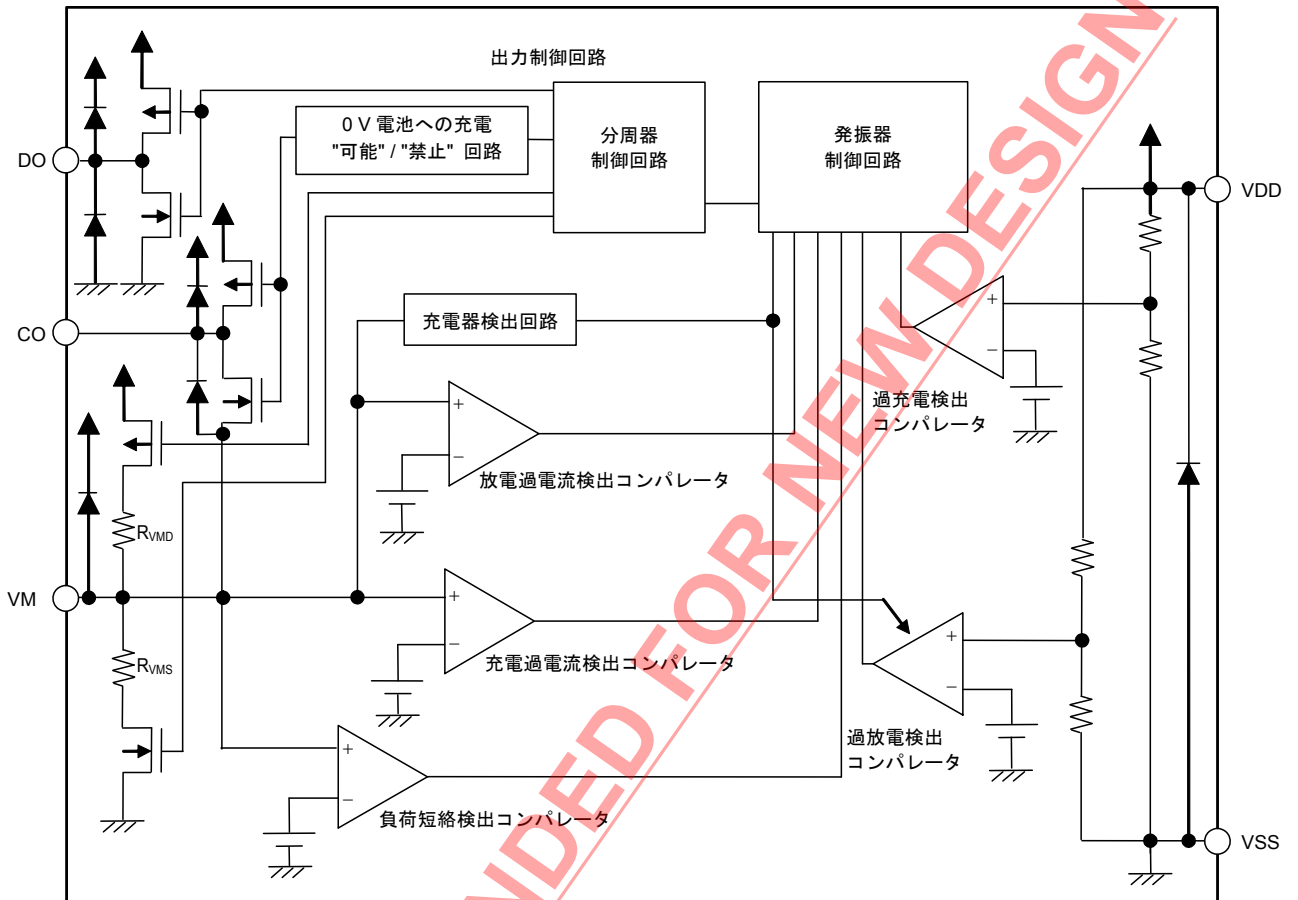 出力制御回路
0 V 電池への充電
"可能" / "禁止" 回路
分周器
制御回路
発振器
制御回路
DO
VDD
充電器検出回路
CO
+
−
過充電検出
コンパレータ
+
−
放電過電流検出コンパレータ
RVMD
VM
+
−
充電過電流検出コンパレータ
+
−
過放電検出
コンパレータ
RVMS
+
−
負荷短絡検出コンパレータ
VSS
NDED FOR NEW DESIGN